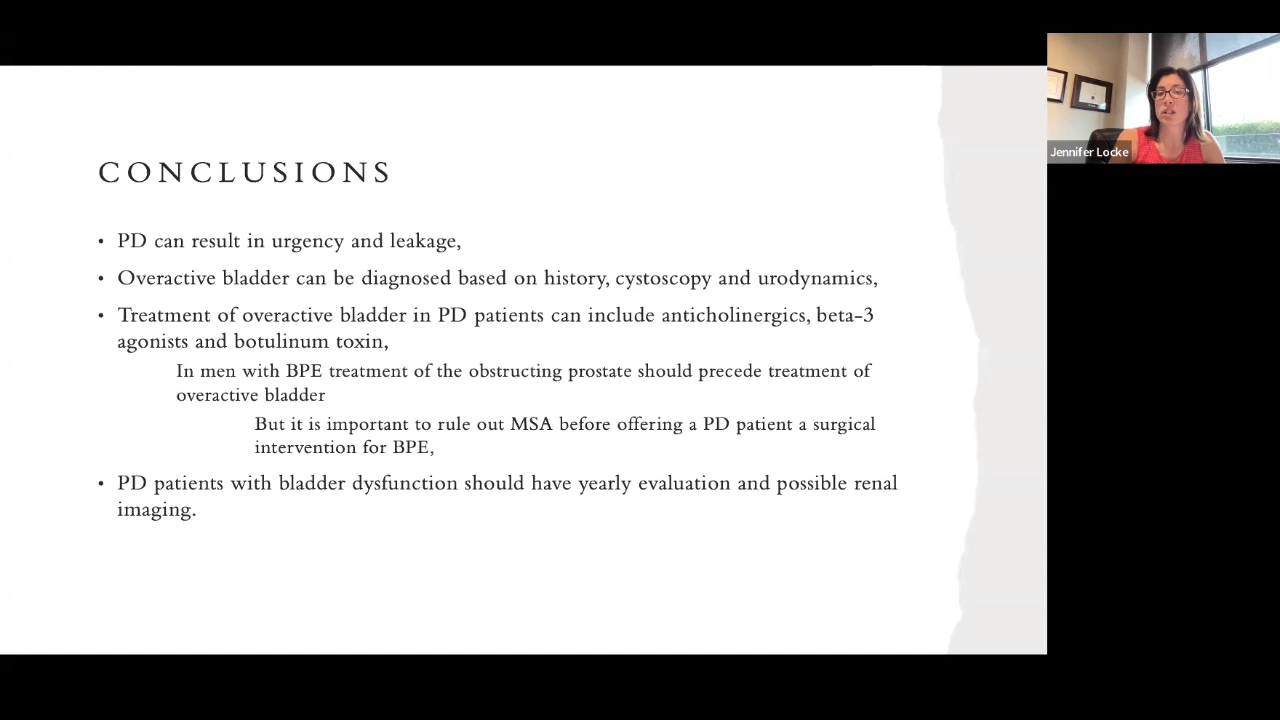 CONCLUSIONS
• PD can result in urgency and leakage,
• Overactive bladder can be diagnosed based on history, cystoscopy and urodynamics,
• Treatment of overactive bladder in PD patients can include anticholinergics, beta-3
agonists and botulinum toxin,
In men with BPE treatment of the obstructing prostate should precede treatment of
overactive bladder
But it is important to rule out MSA before offering a PD patient a surgical
intervention for BPE,
• PD patients with bladder dysfunction should have yearly evaluation and possible renal
imaging.
Jennifer Locke